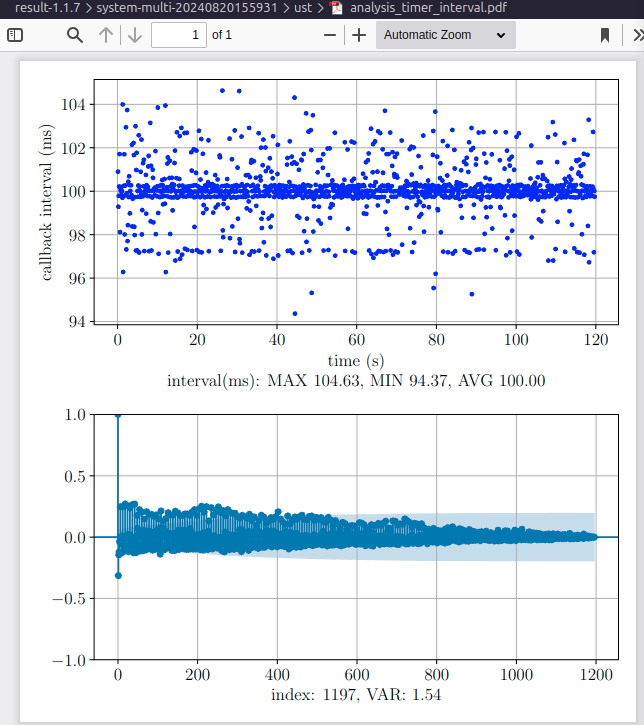 result-1.1.7 > system-multi-20240820155931 > ust > analysis_timer_interval.pdf
1 of 1 Automatic Zoom
104
102
100
98
96
94
callback interval (ms)
0 20 40 60 80 100 120
time (s)
interval(ms): MAX 104.63, MIN 94.37, AVG 100.00
1.0
0.5
0.0
−0.5
−1.0
0 200 400 600 800 1000 1200
index: 1197, VAR: 1.54